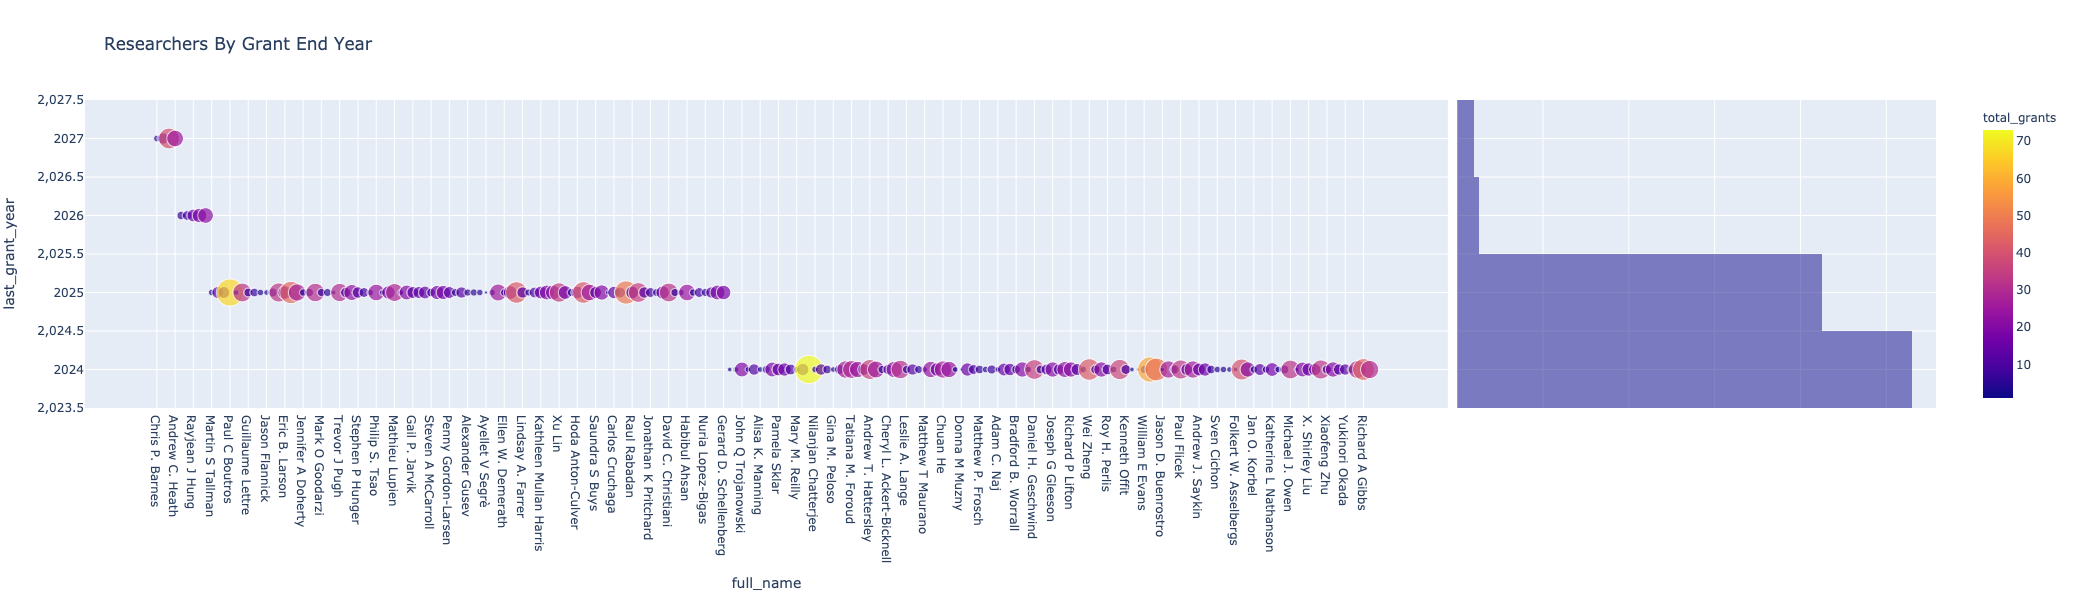 Researchers By Grant End Year
2,027.5
2027
2,026.5
2026
2,025.5
2025
2,024.5
2024
2,023.5
last_grant_year
Chris P. Barnes
Andrew C. Heath
Rayjean J Hung
Martin S Tallman
Paul C Boutros
Guillaume Lettre
Jason Flannick
Eric B. Larson
Jennifer A Doherty
Mark O Goodarzi
Trevor J Pugh
Stephen P Hunger
Philip S. Tsao
Mathieu Lupien
Gail P. Jarvik
Steven A McCarroll
Penny Gordon-Larsen
Alexander Gusev
Ayellet V Segrè
Ellen W. Demerath
Lindsay A. Farrer
Kathleen Mullan Harris
Xu Lin
Hoda Anton-Culver
Saundra S Buys
Carlos Cruchaga
Raul Rabadan
Jonathan K Pritchard
David C. Christiani
Habibul Ahsan
Nuria Lopez-Bigas
Gerard D. Schellenberg
John Q Trojanowski
Alisa K. Manning
Pamela Sklar
Mary M. Reilly
Nilanjan Chatterjee
Gina M. Peloso
Tatiana M. Foroud
Andrew T. Hattersley
Cheryl L. Ackert-Bicknell
Leslie A. Lange
Matthew T Maurano
Chuan He
Donna M Muzny
Matthew P. Frosch
Adam C. Naj
Bradford B. Worrall
Daniel H. Geschwind
Joseph G Gleeson
Richard P Lifton
Wei Zheng
Roy H. Perlis
Kenneth Offit
William E Evans
Jason D. Buenrostro
Paul Flicek
Andrew J. Saykin
Sven Cichon
Folkert W. Asselbergs
Jan O. Korbel
Katherine L Nathanson
Michael J. Owen
X. Shirley Liu
Xiaofeng Zhu
Yukinori Okada
Richard A Gibbs
full_name
total_grants
70
60
50
40
30
20
10